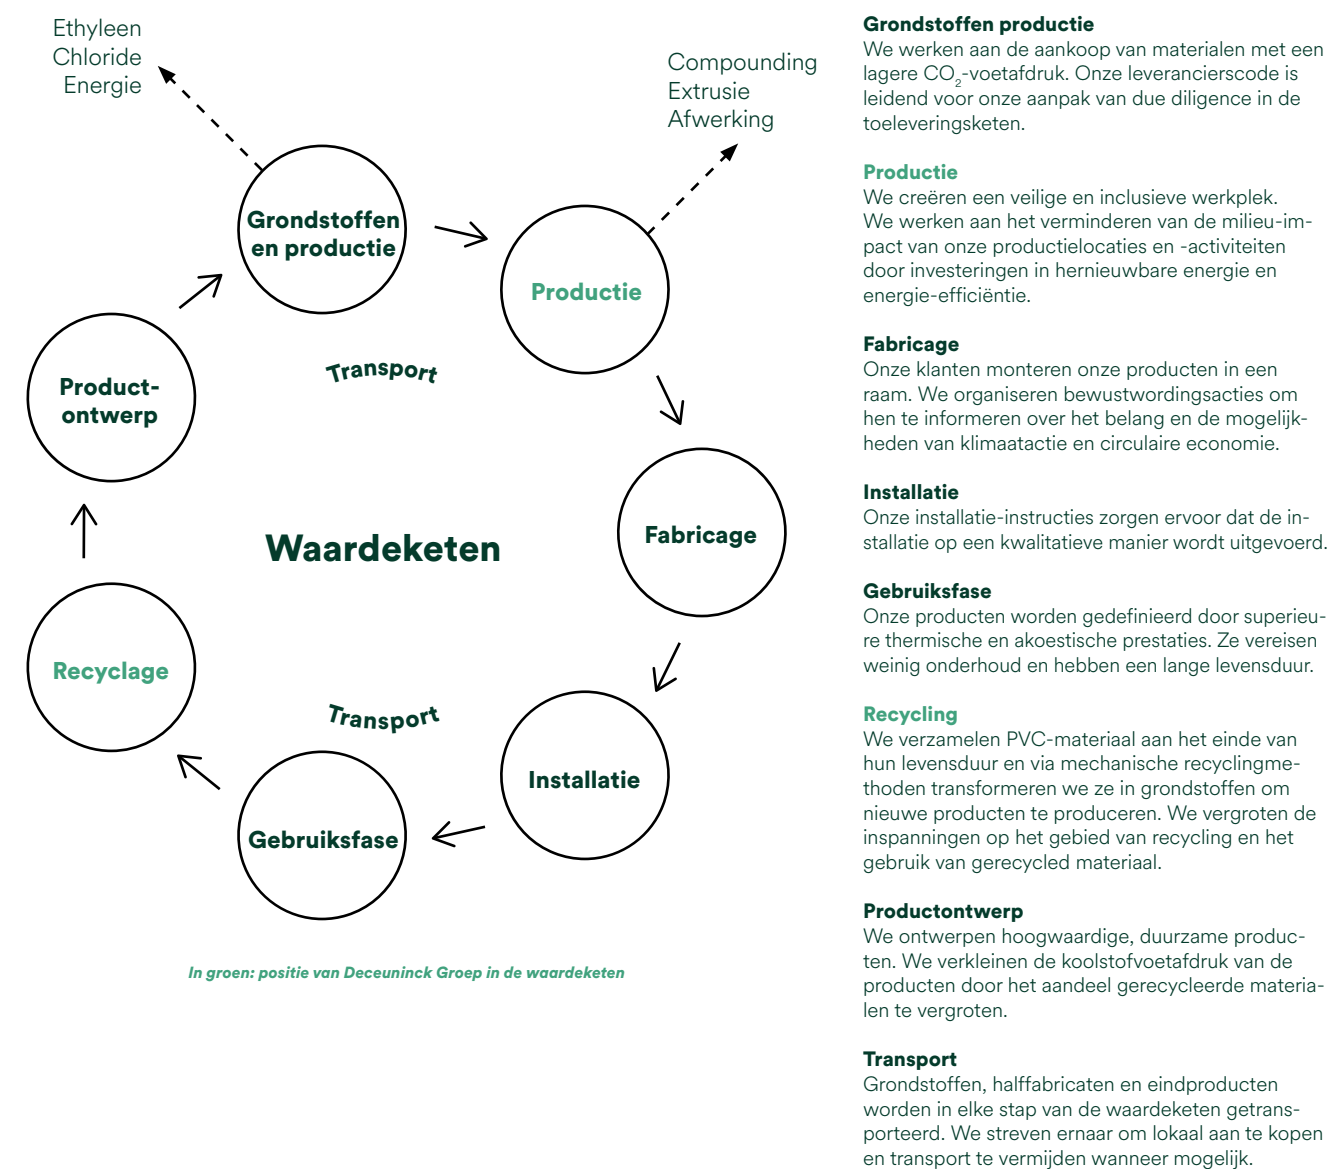 Ethyleen
Chloride
Energie
Compounding
Extrusie
Afwerking
Grondstoffen
en productie
Productie
Transport
Product-
ontwerp
Waardeketen
Fabricage
Recyclage
Transport
Installatie
Gebruiksfase
In groen: positie van Deceuninck Groep in de waardeketen
Grondstoffen productie
We werken aan de aankoop van materialen met een
lagere CO₂-voetafdruk. Onze leverancierscode is
leidend voor onze aanpak van due diligence in de
toeleveringsketen.
Productie
We creëren een veilige en inclusieve werkplek.
We werken aan het verminderen van de milieu-im-
pact van onze productielocaties en -activiteiten
door investeringen in hernieuwbare energie en
energie-efficiëntie.
Fabricage
Onze klanten monteren onze producten in een
raam. We organiseren bewustwordingsacties om
hen te informeren over het belang en de mogelijk-
heden van klimaatactie en circulaire economie.
Installatie
Onze installatie-instructies zorgen ervoor dat de in-
stallatie op een kwalitatieve manier wordt uitgevoerd.
Gebruiksfase
Onze producten worden gedefinieerd door superieu-
re thermische en akoestische prestaties. Ze vereisen
weinig onderhoud en hebben een lange levensduur.
Recycling
We verzamelen PVC-materiaal aan het einde van
hun levensduur en via mechanische recyclingme-
thoden transformeren we ze in grondstoffen om
nieuwe producten te produceren. We vergroten de
inspanningen op het gebied van recycling en het
gebruik van gerecycled materiaal.
Productontwerp
We ontwerpen hoogwaardige, duurzame produc-
ten. We verkleinen de koolstofvoetafdruk van de
producten door het aandeel gerecycleerde materia-
len te vergroten.
Transport
Grondstoffen, halffabricaten en eindproducten
worden in elke stap van de waardeketen getrans-
porteerd. We streven ernaar om lokaal aan te kopen
en transport te vermijden wanneer mogelijk.